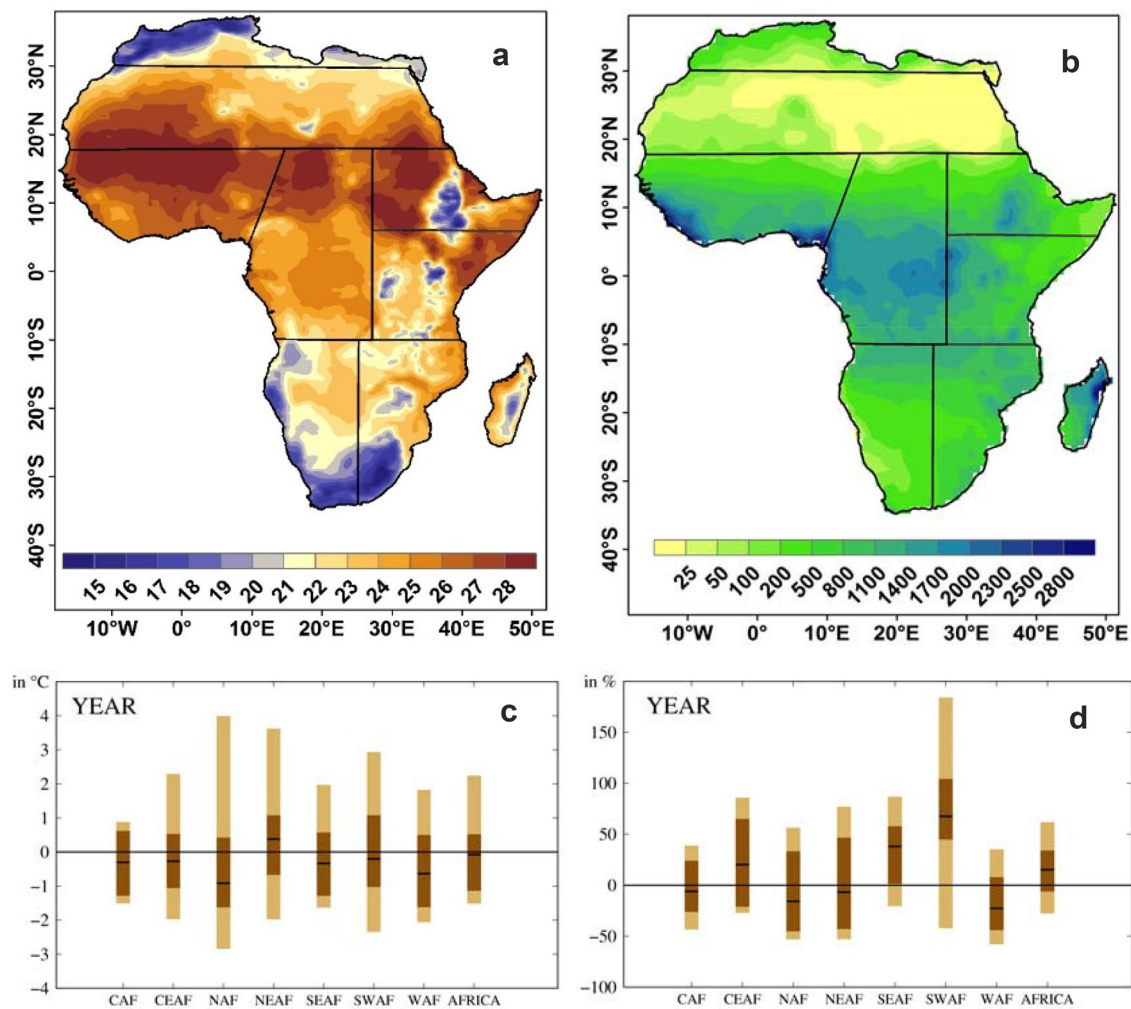 a
30°N
20°N
10°N
0°
10°S
20°S
30°S
40°S
15 16 17 18 19 20 21 22 23 24 25 26 27 28
10°W 0° 10°E 20°E 30°E 40°E 50°E
b
30°N
20°N
10°N
0°
10°S
20°S
30°S
40°S
25 50 100 200 500 800 1100 1400 1700 2000 2300 2500 2800
10°W 0° 10°E 20°E 30°E 40°E 50°E
in °C
YEAR
c
4
3
2
1
0
−1
−2
−3
−4
CAF CEAF NAF NEAF SEAF SWAF WAF AFRICA
in %
YEAR
d
150
100
50
0
−50
−100
CAF CEAF NAF NEAF SEAF SWAF WAF AFRICA